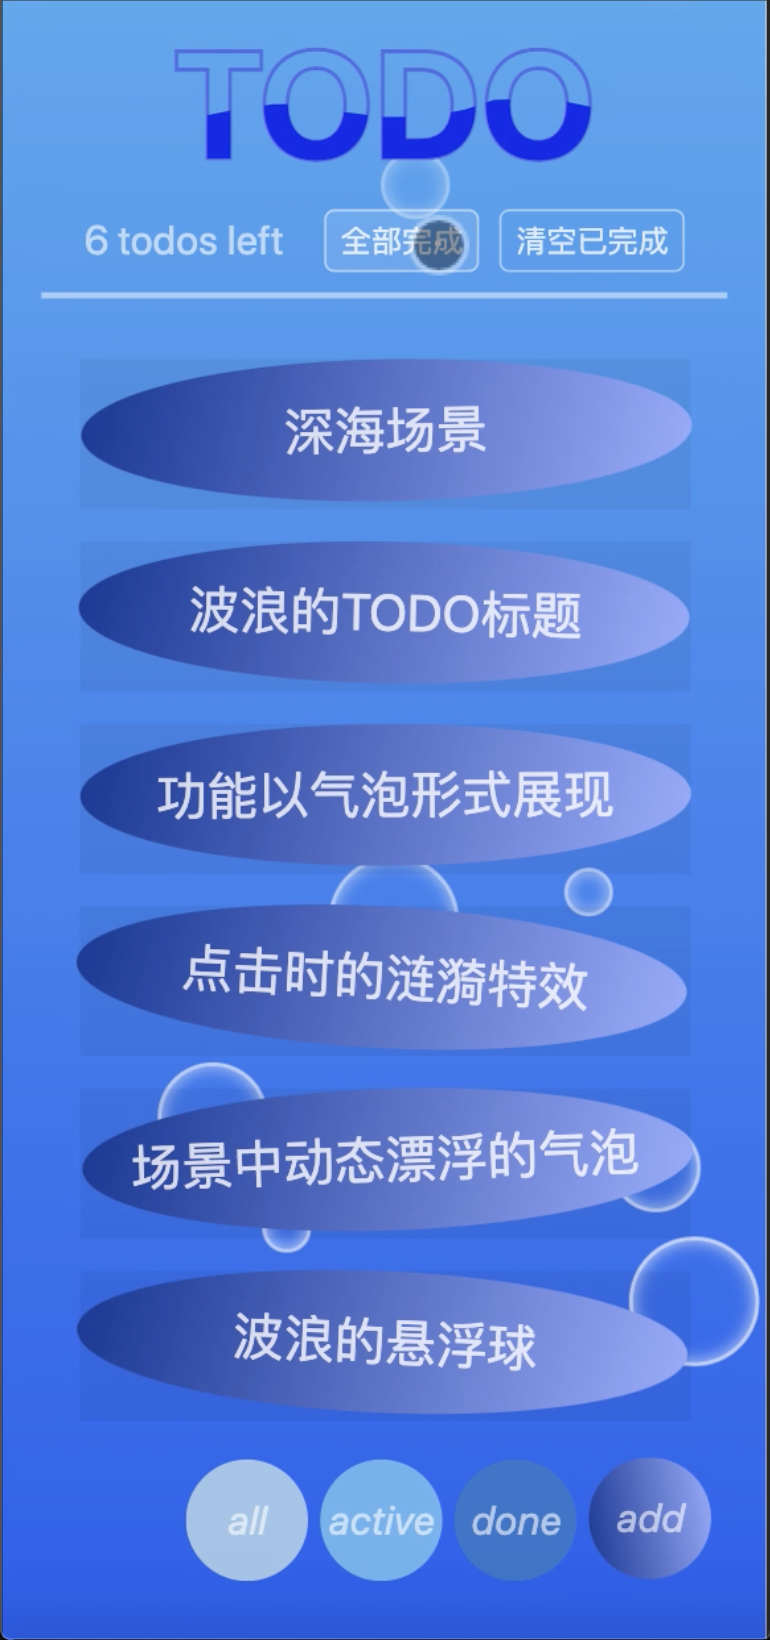 TODO
6 todos left 全部完成 清空已完成
深海场景
波浪的TODO标题
功能以气泡形式展现
点击时的涟漪特效
场景中动态漂浮的气泡
波浪的悬浮球
all active done add